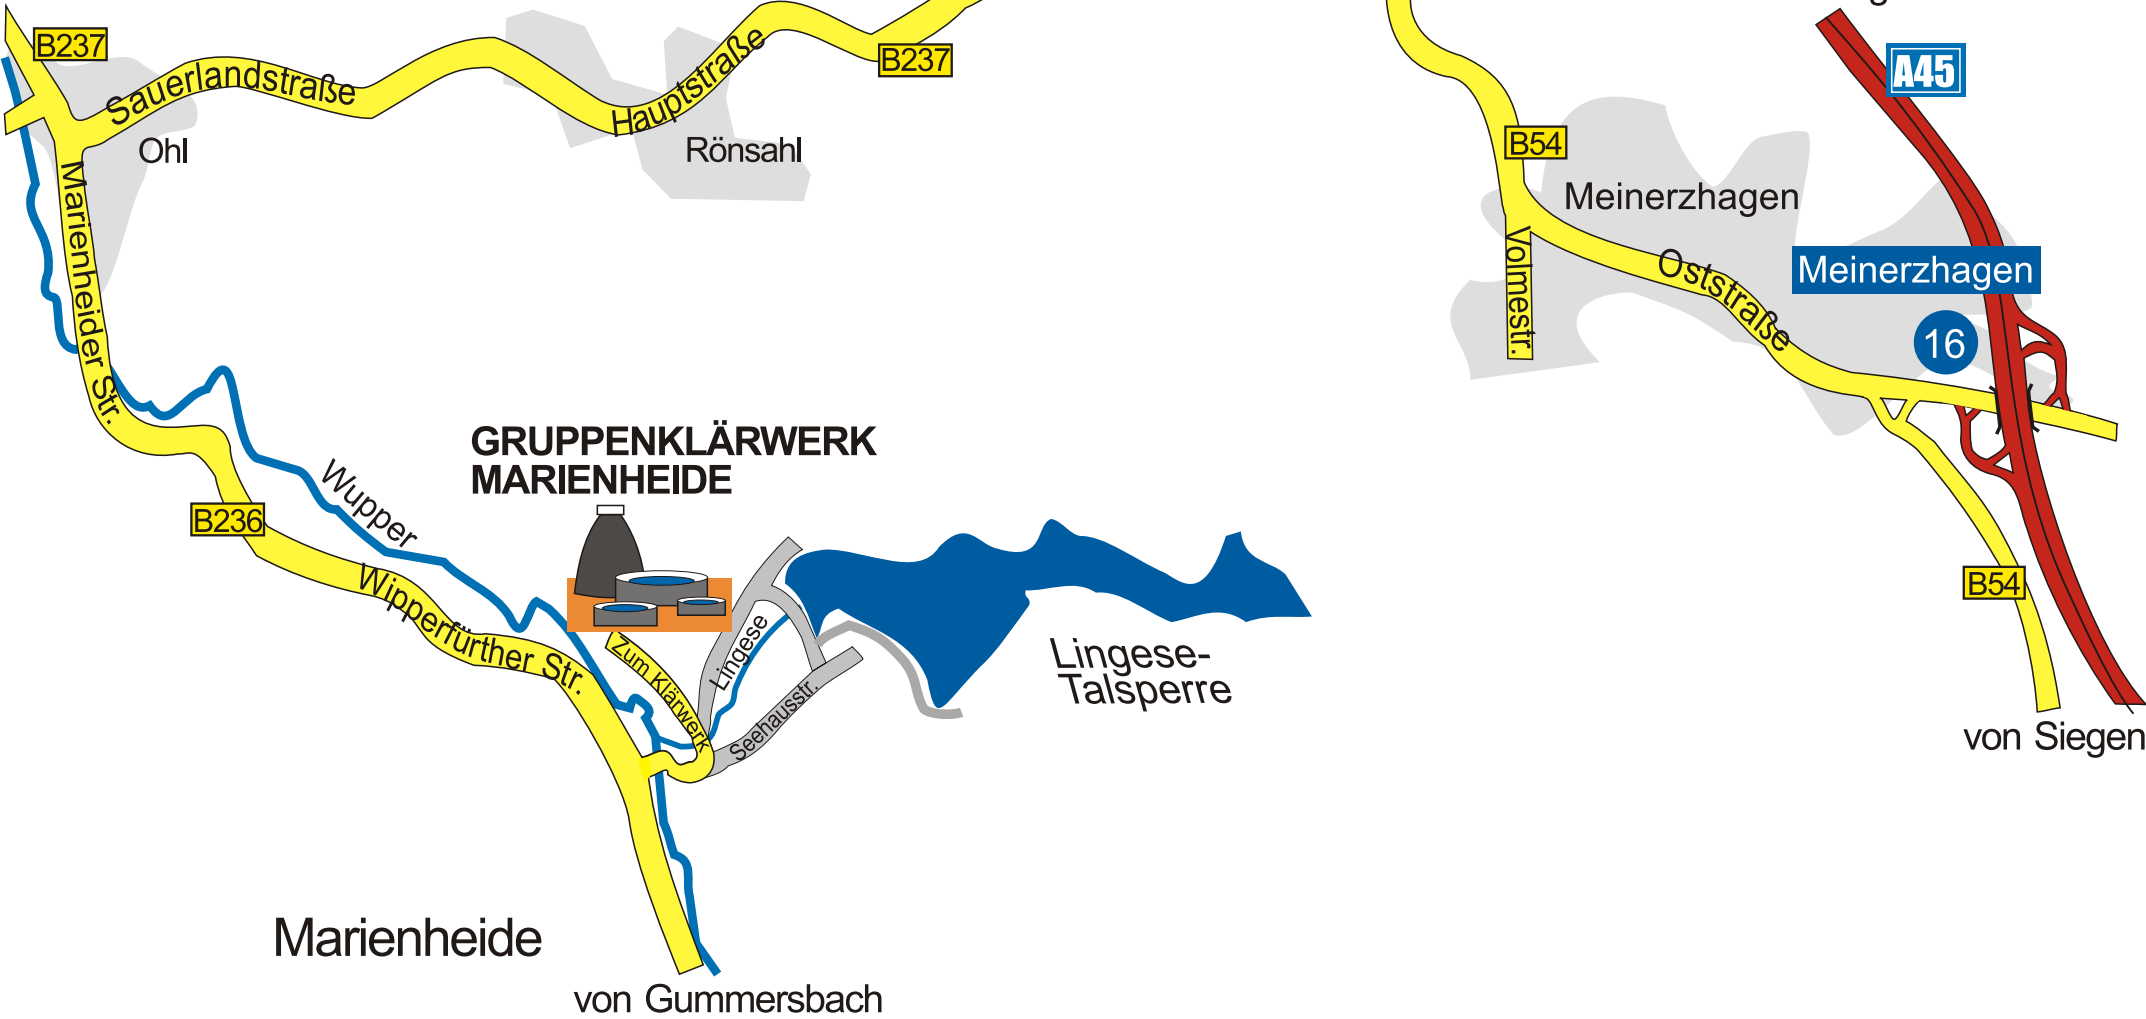 B237
Sauerlandstraße
Hauptstraße
B237
A45
Ohl
Rönsahl
B54
Meinerzhagen
Marienheider Str.
Volmestr.
Oststraße
Meinerzhagen
16
GRUPPENKLÄRWERK
MARIENHEIDE
Wupper
B236
Wipperfürther Str.
Zum Klärwerk
Lingese
Seehausstr.
Lingese-
Talsperre
B54
von Siegen
Marienheide
von Gummersbach